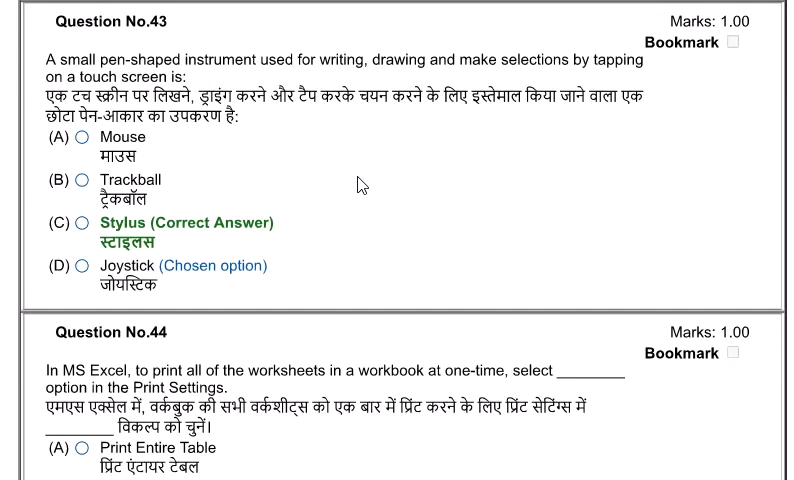 Question No.43 Marks: 1.00
Bookmark
A small pen-shaped instrument used for writing, drawing and make selections by tapping
on a touch screen is:
एक टच स्क्रीन पर लिखने, ड्राइंग करने और टैप करके चयन करने के लिए इस्तेमाल किया जाने वाला एक
छोटा पेन-आकार का उपकरण है:
(A) Mouse
माउस
(B) Trackball
ट्रैकबॉल
(C) Stylus (Correct Answer)
स्टाइलस
(D) Joystick (Chosen option)
जोयस्टिक
Question No.44 Marks: 1.00
Bookmark
In MS Excel, to print all of the worksheets in a workbook at one-time, select ________
option in the Print Settings.
एमएस एक्सेल में, वर्कबुक की सभी वर्कशीट्स को एक बार में प्रिंट करने के लिए प्रिंट सेटिंग्स में
________ विकल्प को चुनें।
(A) Print Entire Table
प्रिंट एंटायर टेबल